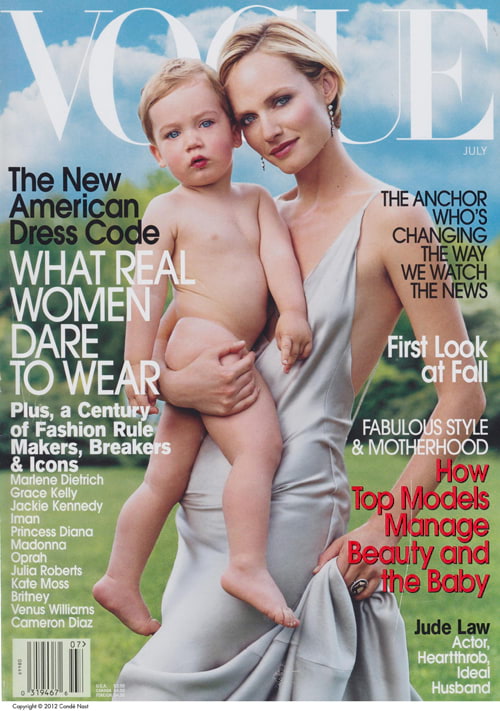 VOGUE
JULY
The New
American
Dress Code
WHAT REAL
WOMEN
DARE
TO WEAR
Plus, a Century
of Fashion Rule
Makers, Breakers
& Icons
Marlene Dietrich
Grace Kelly
Jackie Kennedy
Iman
Princess Diana
Madonna
Oprah
Julia Roberts
Kate Moss
Britney
Venus Williams
Cameron Diaz
THE ANCHOR
WHO'S
CHANGING
THE WAY
WE WATCH
THE NEWS
First Look
at Fall
FABULOUS STYLE
& MOTHERHOOD
How
Top Models
Manage
Beauty and
the Baby
Jude Law
Actor,
Heartthrob,
Ideal
Husband
07>
0 319467 6
Copyright © 2012 Condé Nast